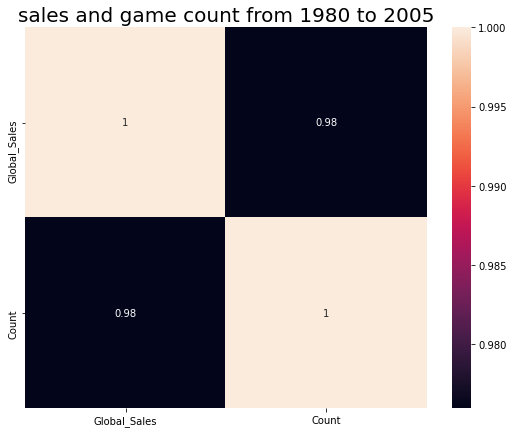 sales and game count from 1980 to 2005
Global_Sales
Count
1
0.98
0.98
1
Global_Sales
Count
1.000
0.995
0.990
0.985
0.980